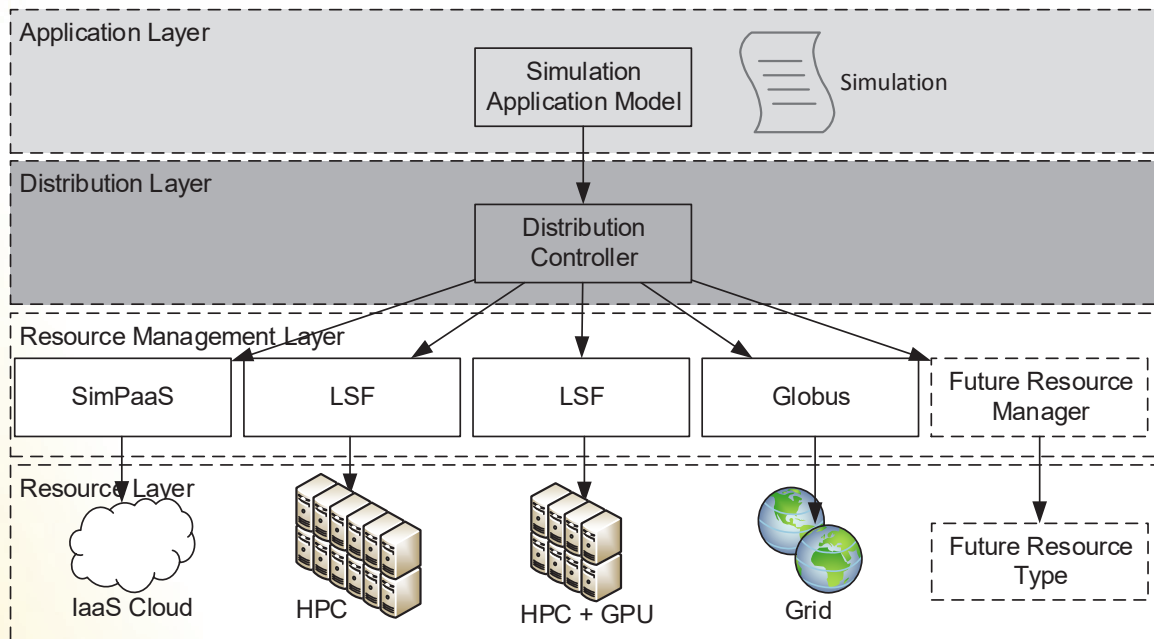 Application Layer
Simulation
Application Model
Simulation
Distribution Layer
Distribution
Controller
Resource Management Layer
SimPaaS
LSF
LSF
Globus
Future Resource
Manager
Resource Layer
IaaS Cloud
HPC
HPC + GPU
Grid
Future Resource
Type